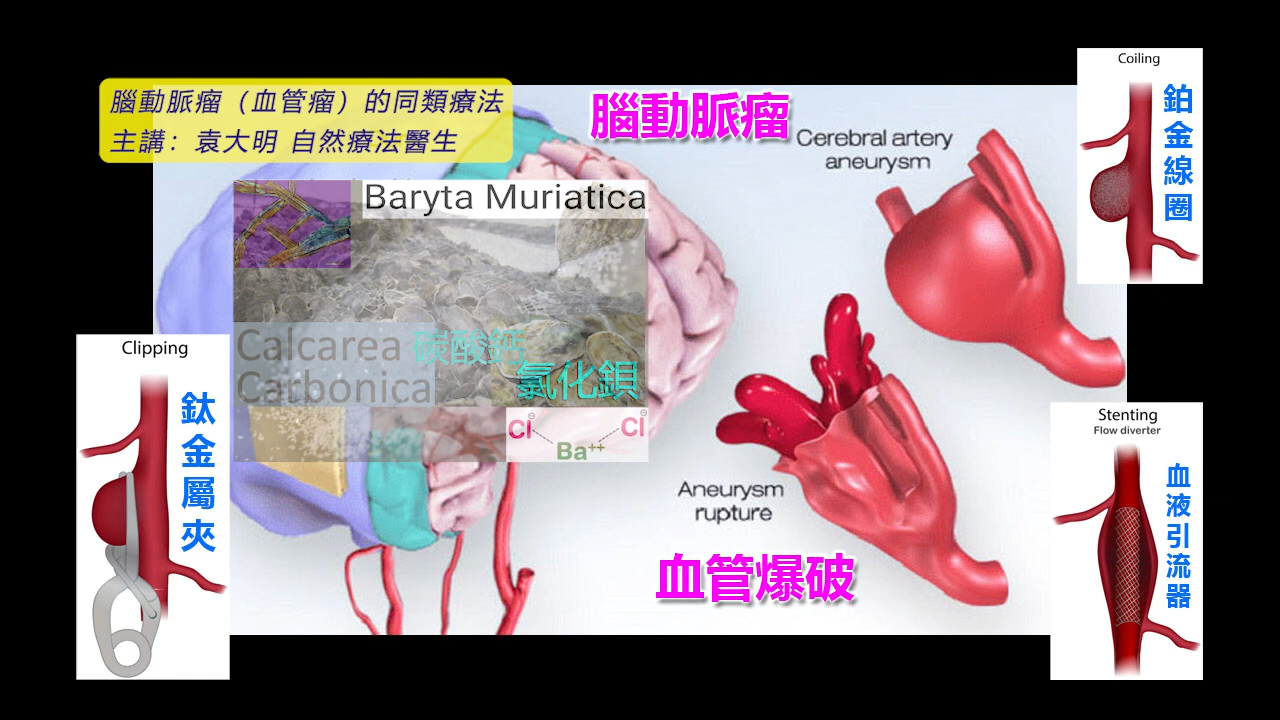 腦動脈瘤（血管瘤）的同類療法
主講：袁大明 自然療法醫生
腦動脈瘤
Cerebral artery
aneurysm
Baryta Muriatica
Calcarea 碳酸鈣
Carbonica
氯化鋇
Cl⊖ Cl⊖
Ba++
Aneurysm
rupture
血管爆破
Clipping
鈦金屬夾
Coiling
鉑金線圈
Stenting
Flow diverter
血液引流器